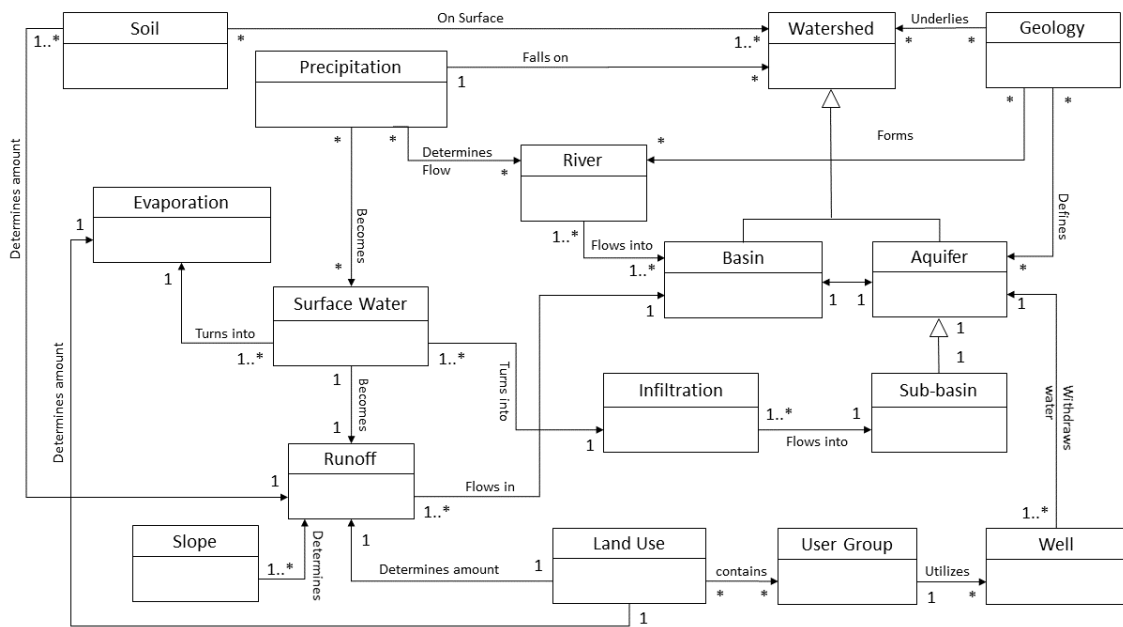 On Surface
Soil
1..*
*
Watershed
1..*
Underlies
*
*
Geology
Precipitation
Falls on
1
*
*
*
*
*
Determines
Flow
*
River
*
Forms
Determines amount
Evaporation
1
1
Becomes
*
1..*
Flows into
1..*
Basin
Aquifer
Defines
*
1
1
1
1
Surface Water
Turns into
1..*
1..*
1
Becomes
1
Turns into
1
1
1
Infiltration
1..*
Flows into
1
Sub-basin
Withdraws
water
1..*
Determines amount
Runoff
1
1..*
Flows in
Slope
1..*
Determines
1
Determines amount
1
Land Use
1
contains
*
*
User Group
Utilizes
1
*
Well